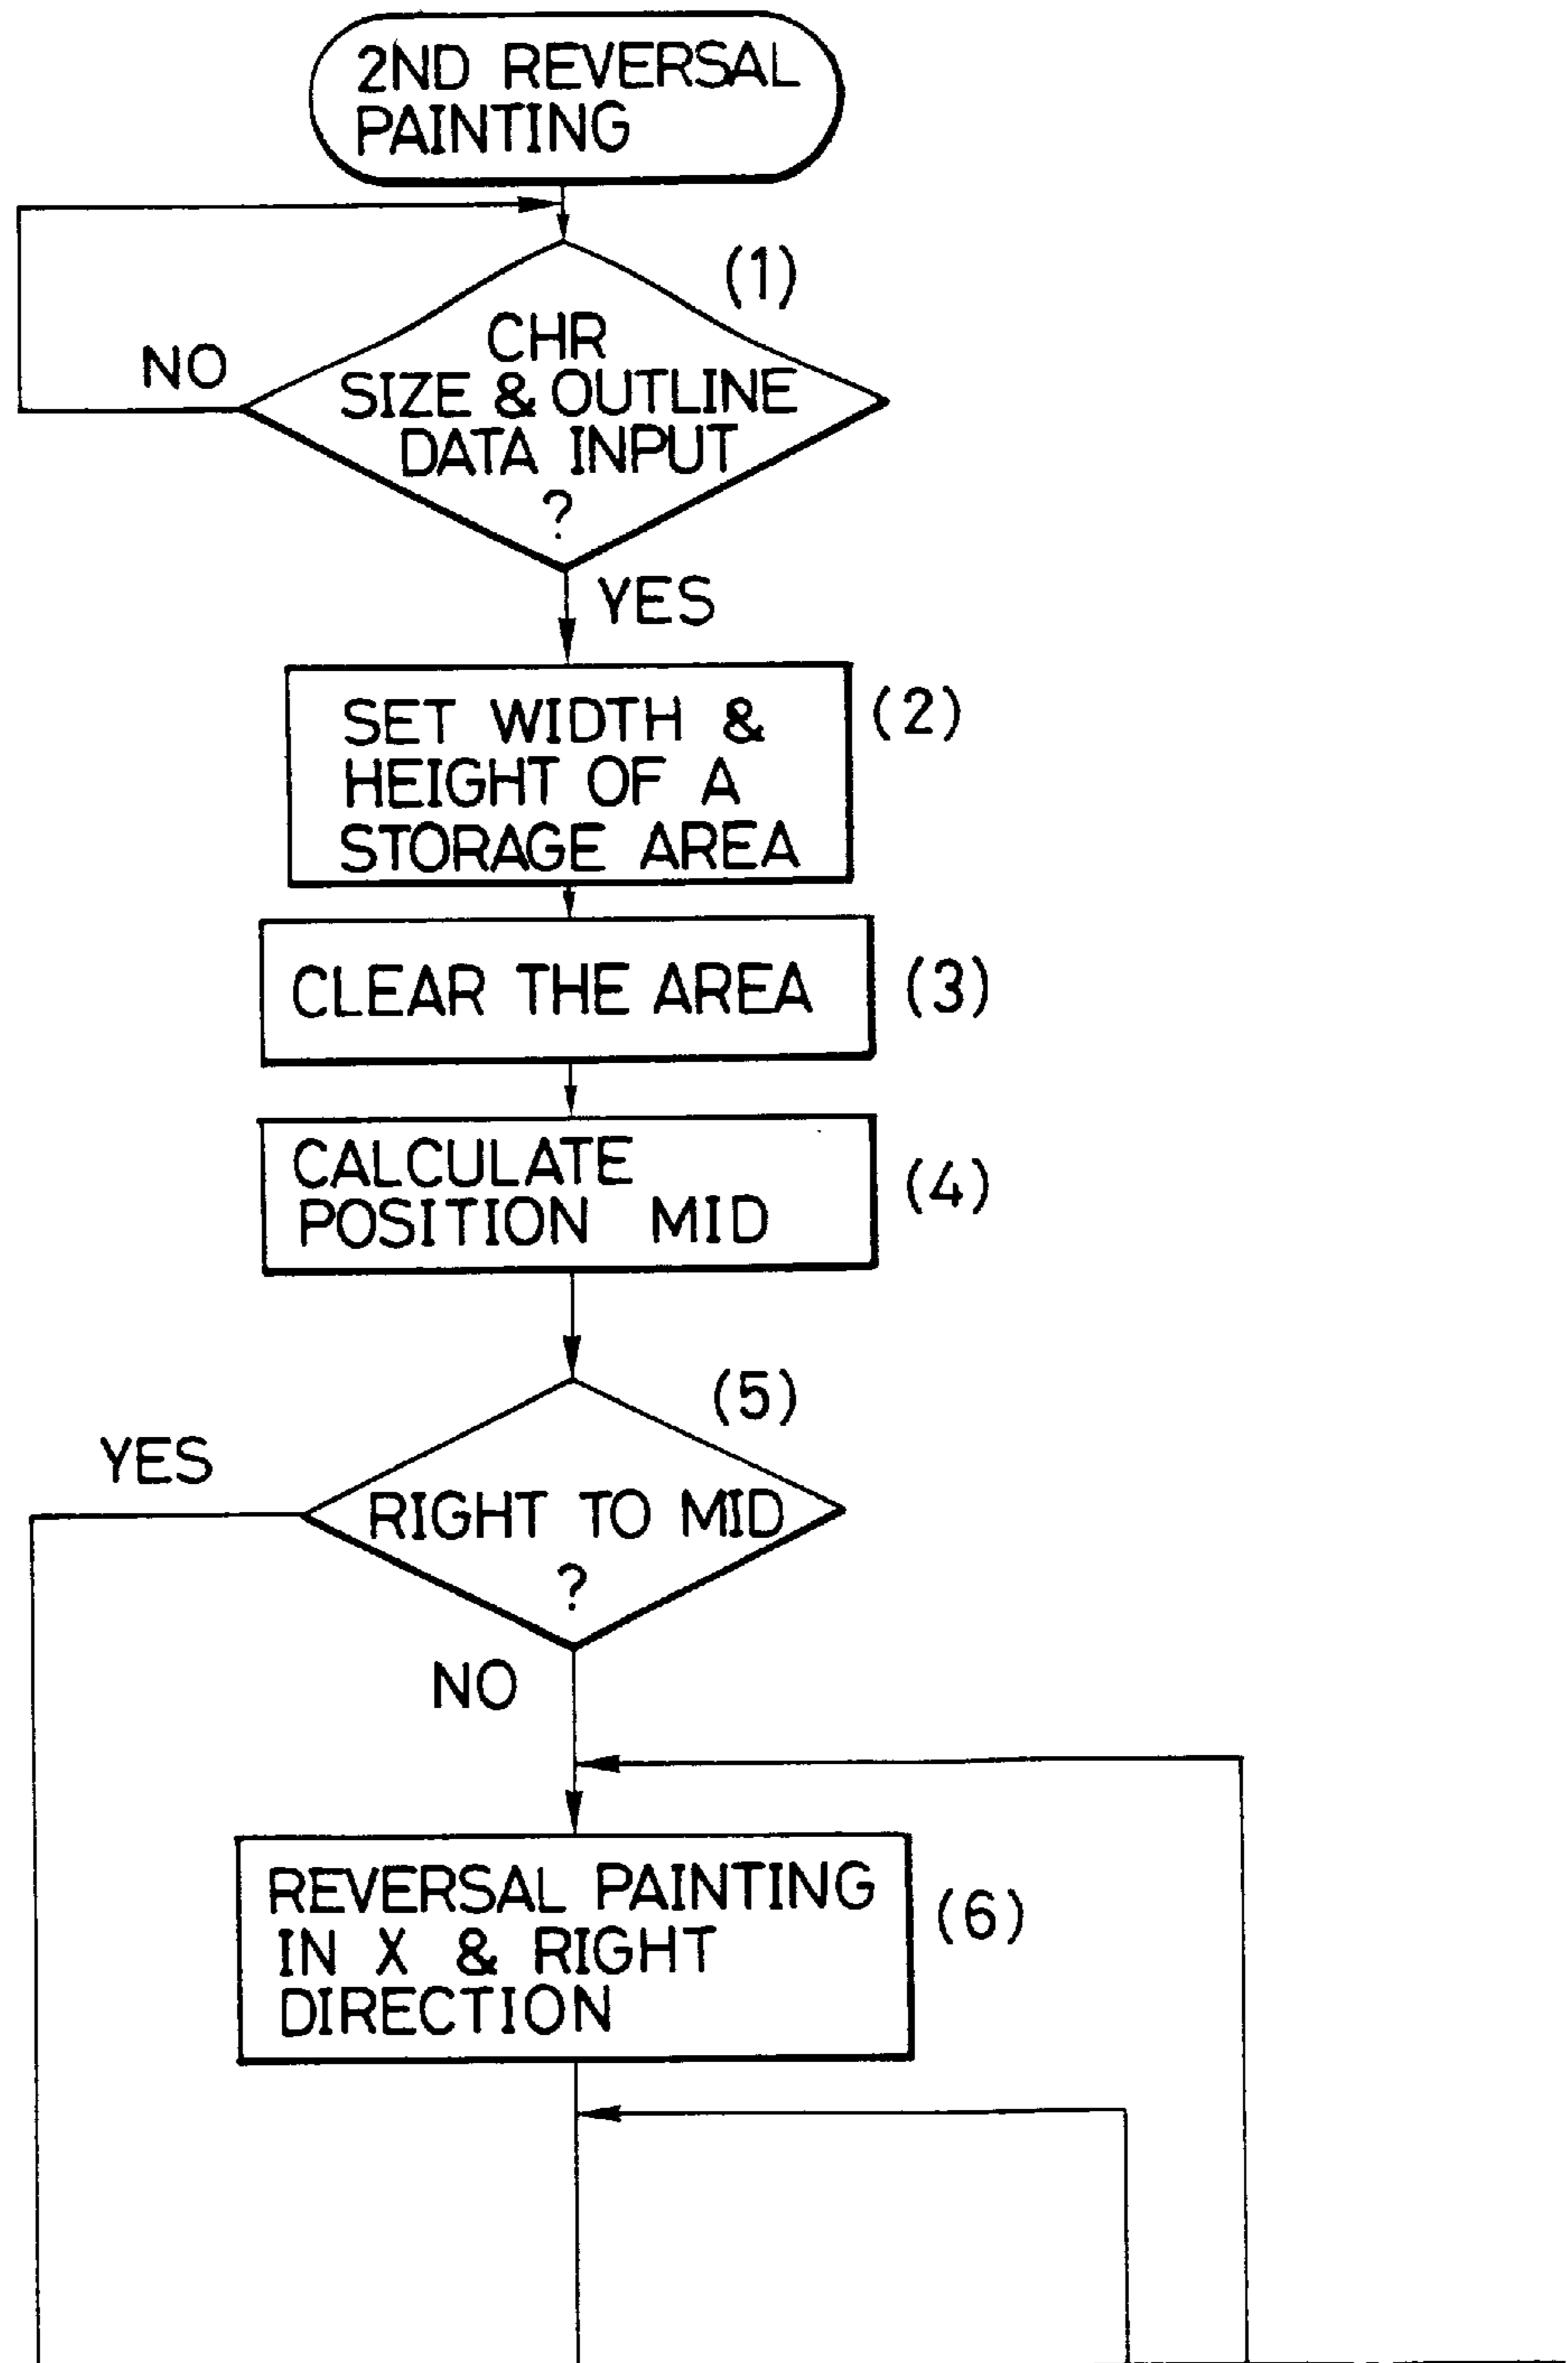 2ND REVERSAL
PAINTING
(1)
CHR
SIZE & OUTLINE
DATA INPUT
?
NO
YES
SET WIDTH &
HEIGHT OF A
STORAGE AREA
(2)
CLEAR THE AREA
(3)
CALCULATE
POSITION MID
(4)
(5)
YES
RIGHT TO MID
?
NO
REVERSAL PAINTING
IN X & RIGHT
DIRECTION
(6)